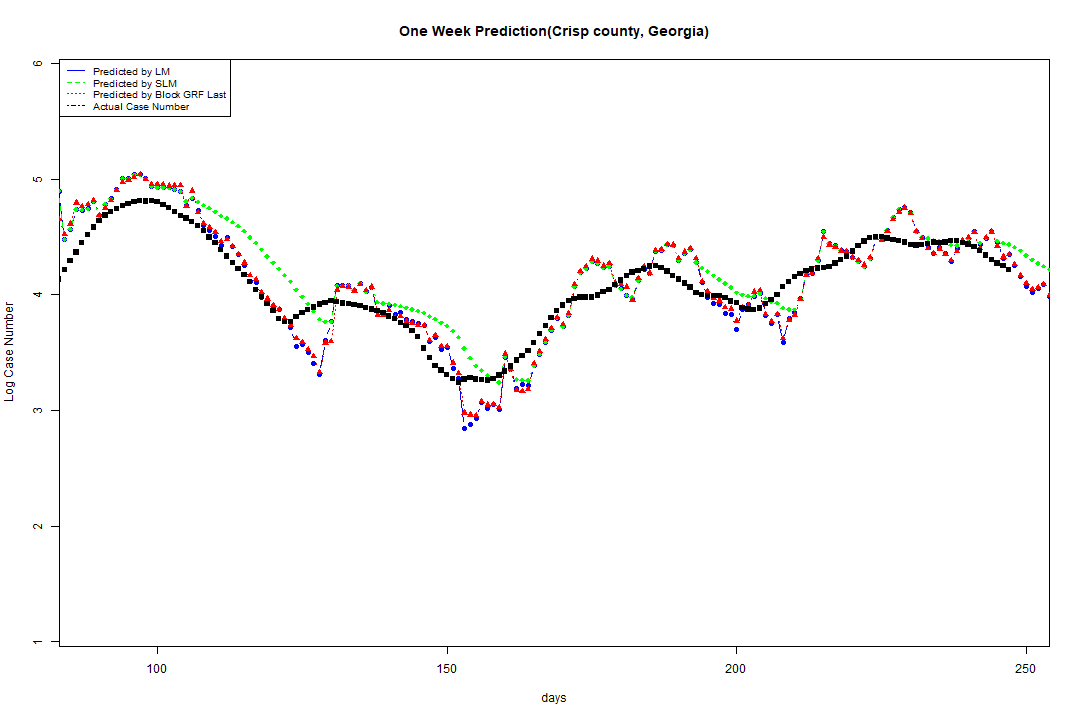 One Week Prediction(Crisp county, Georgia)
Predicted by LM
Predicted by SLM
Predicted by Block GRF Last
Actual Case Number
6
5
4
3
2
1
Log Case Number
100
150
200
250
days